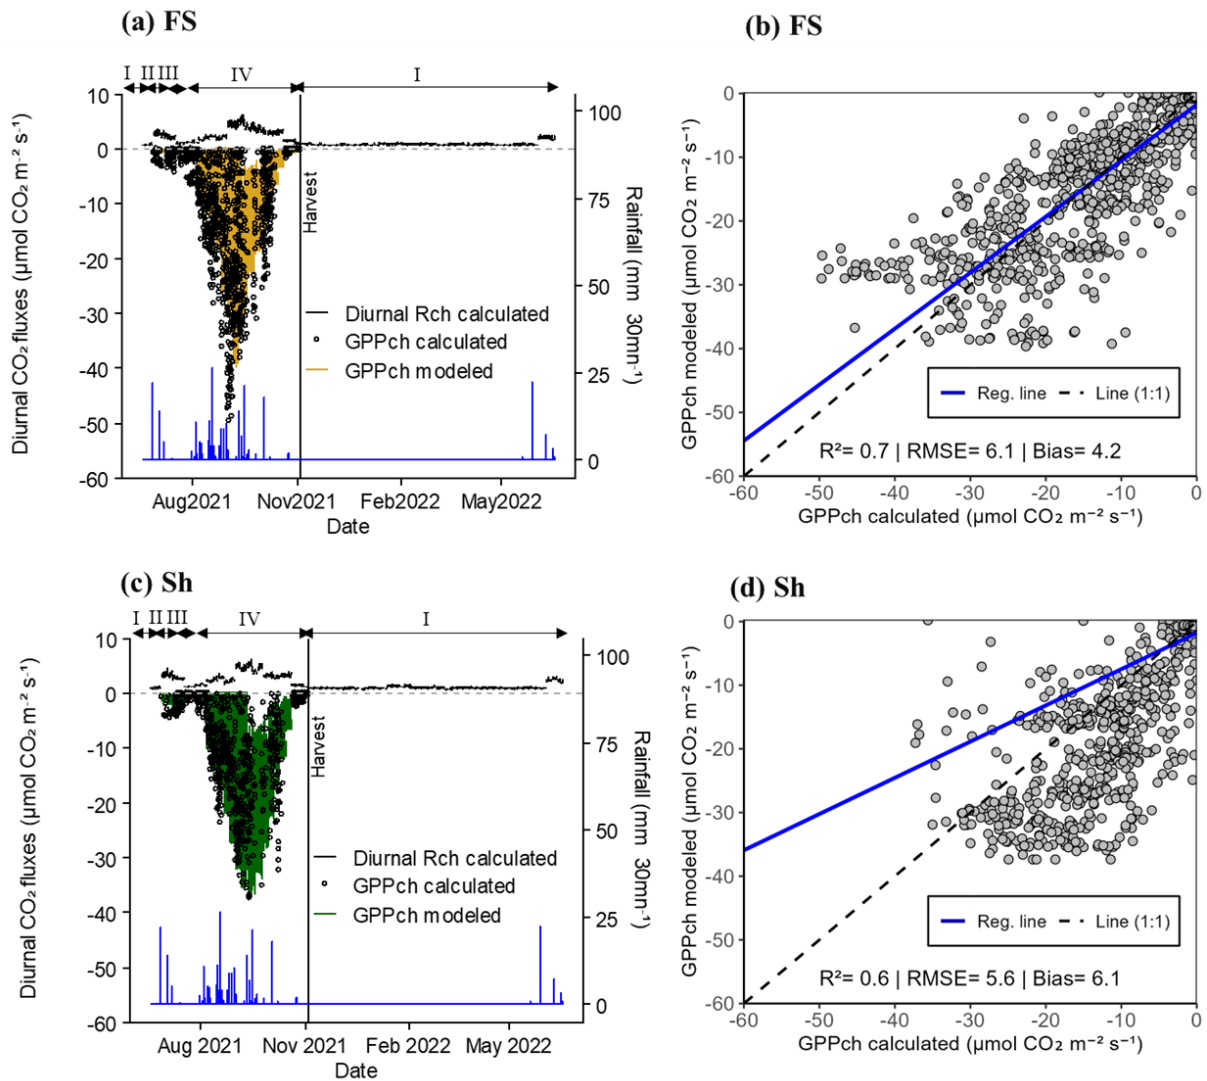 (a) FS
I II III IV I
Diurnal CO₂ fluxes (µmol CO₂ m⁻² s⁻¹)
10
0
-10
-20
-30
-40
-50
-60
Harvest
Diurnal Rch calculated
GPPch calculated
GPPch modeled
100
75
50
25
0
Rainfall (mm 30mn⁻¹)
Aug2021 Nov2021 Feb2022 May2022
Date
(b) FS
GPPch modeled (µmol CO₂ m⁻² s⁻¹)
0
-10
-20
-30
-40
-50
-60
Reg. line Line (1:1)
R²= 0.7 | RMSE= 6.1 | Bias= 4.2
-60 -50 -40 -30 -20 -10 0
GPPch calculated (µmol CO₂ m⁻² s⁻¹)
(c) Sh
I II III IV I
Diurnal CO₂ fluxes (µmol CO₂ m⁻² s⁻¹)
10
0
-10
-20
-30
-40
-50
-60
Harvest
Diurnal Rch calculated
GPPch calculated
GPPch modeled
100
75
50
25
0
Rainfall (mm 30mn⁻¹)
Aug 2021 Nov 2021 Feb 2022 May 2022
Date
(d) Sh
GPPch modeled (µmol CO₂ m⁻² s⁻¹)
0
-10
-20
-30
-40
-50
-60
Reg. line Line (1:1)
R²= 0.6 | RMSE= 5.6 | Bias= 6.1
-60 -50 -40 -30 -20 -10 0
GPPch calculated (µmol CO₂ m⁻² s⁻¹)